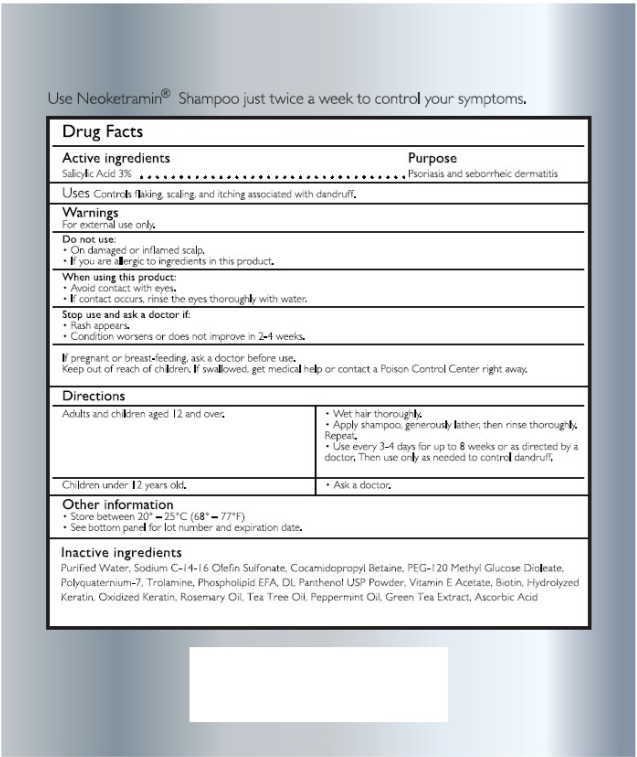 Use Neoketramin® Shampoo just twice a week to control your symptoms.
Drug Facts
Active ingredients Purpose
Salicylic Acid 3% ........................................ Psoriasis and seborrheic dermatitis
Uses Controls flaking, scaling, and itching associated with dandruff.
Warnings
For external use only.
Do not use:
• On damaged or inflamed scalp.
• If you are allergic to ingredients in this product.
When using this product:
• Avoid contact with eyes.
• If contact occurs, rinse the eyes thoroughly with water.
Stop use and ask a doctor if:
• Rash appears.
• Condition worsens or does not improve in 2-4 weeks.
If pregnant or breast-feeding, ask a doctor before use.
Keep out of reach of children. If swallowed, get medical help or contact a Poison Control Center right away.
Directions
Adults and children aged 12 and over.
• Wet hair thoroughly.
• Apply shampoo, generously lather, then rinse thoroughly.
Repeat.
• Use every 3-4 days for up to 8 weeks or as directed by a
doctor. Then use only as needed to control dandruff.
Children under 12 years old.
• Ask a doctor.
Other information
• Store between 20° – 25°C (68° – 77°F)
• See bottom panel for lot number and expiration date.
Inactive ingredients
Purified Water, Sodium C-14-16 Olefin Sulfonate, Cocamidopropyl Betaine, PEG-120 Methyl Glucose Dioleate,
Polyquaternium-7, Trolamine, Phospholipid EFA, DL Panthenol USP Powder, Vitamin E Acetate, Biotin, Hydrolyzed
Keratin, Oxidized Keratin, Rosemary Oil, Tea Tree Oil, Peppermint Oil, Green Tea Extract, Ascorbic Acid